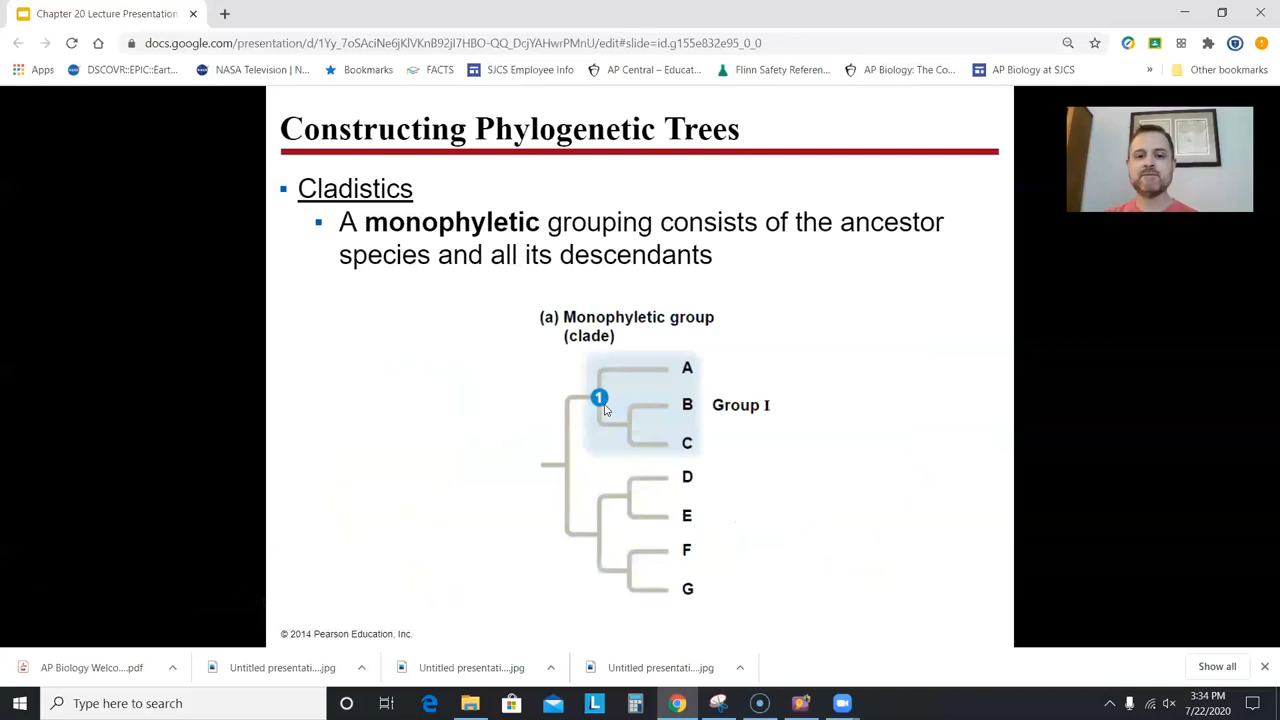 Chapter 20 Lecture Presentation
docs.google.com/presentation/d/1Yy_7oSAciNe6jKlVKnB92iI7HBO-QQ_DcjYAHwrPMnU/edit#slide=id.g155e832e95_0_0
Apps DSCOVR::EPIC::Eart... NASA Television | N... Bookmarks FACTS SJCS Employee Info AP Central – Educat... Flinn Safety Referen... AP Biology: The Co... AP Biology at SJCS » Other bookmarks
Constructing Phylogenetic Trees
Cladistics
A monophyletic grouping consists of the ancestor
species and all its descendants
(a) Monophyletic group
(clade)
A
1
B Group I
C
D
E
F
G
© 2014 Pearson Education, Inc.
AP Biology Welco....pdf Untitled presentati....jpg Untitled presentati....jpg Untitled presentati....jpg Show all
Type here to search
3:34 PM
7/22/2020